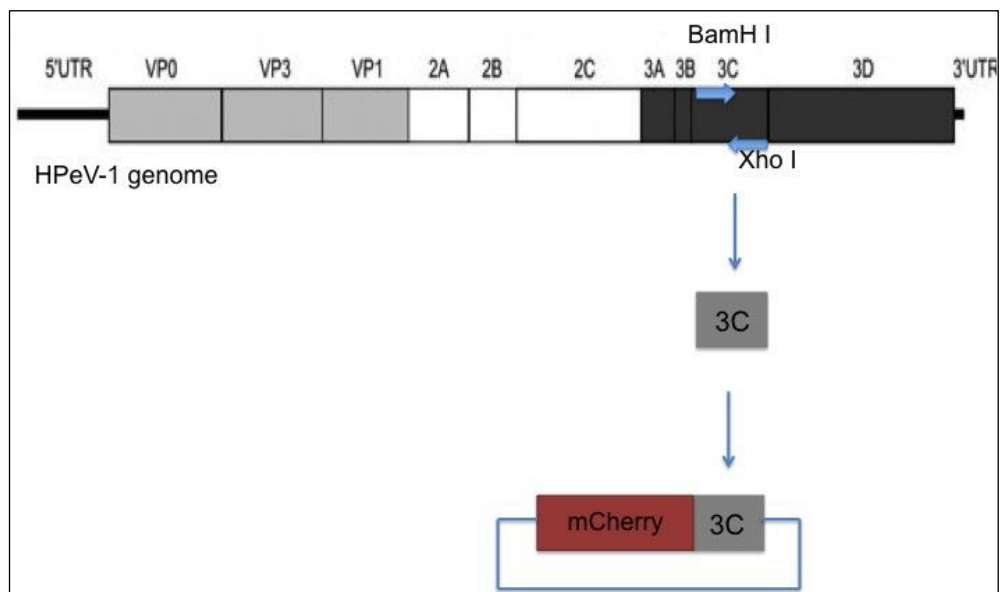 BamH I
5'UTR VP0 VP3 VP1 2A 2B 2C 3A 3B 3C 3D 3'UTR
Xho I
HPeV-1 genome
3C
mCherry 3C